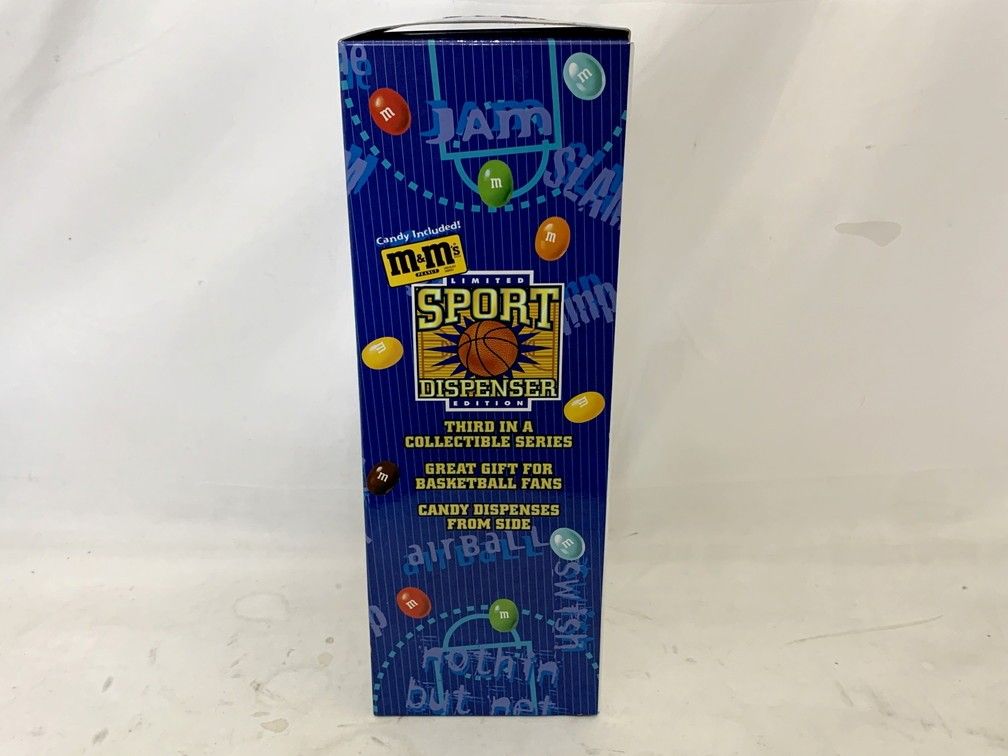 JAM
m
m
m
SLAM
m
Candy Included!
m&m's
PEANUT
LIMITED
SPORT
DISPENSER
EDITION
m
m
THIRD IN A
COLLECTIBLE SERIES
GREAT GIFT FOR
BASKETBALL FANS
m
CANDY DISPENSES
FROM SIDE
airBaLL
m
SWISH
m
m
nothin
but net